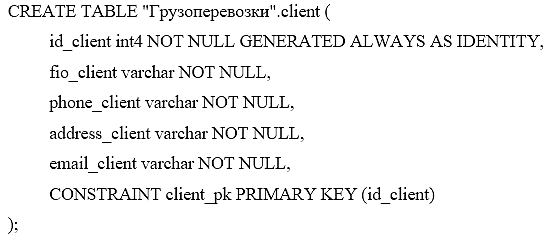 CREATE TABLE "Грузоперевозки".client (
id_client int4 NOT NULL GENERATED ALWAYS AS IDENTITY,
fio_client varchar NOT NULL,
phone_client varchar NOT NULL,
address_client varchar NOT NULL,
email_client varchar NOT NULL,
CONSTRAINT client_pk PRIMARY KEY (id_client)
);